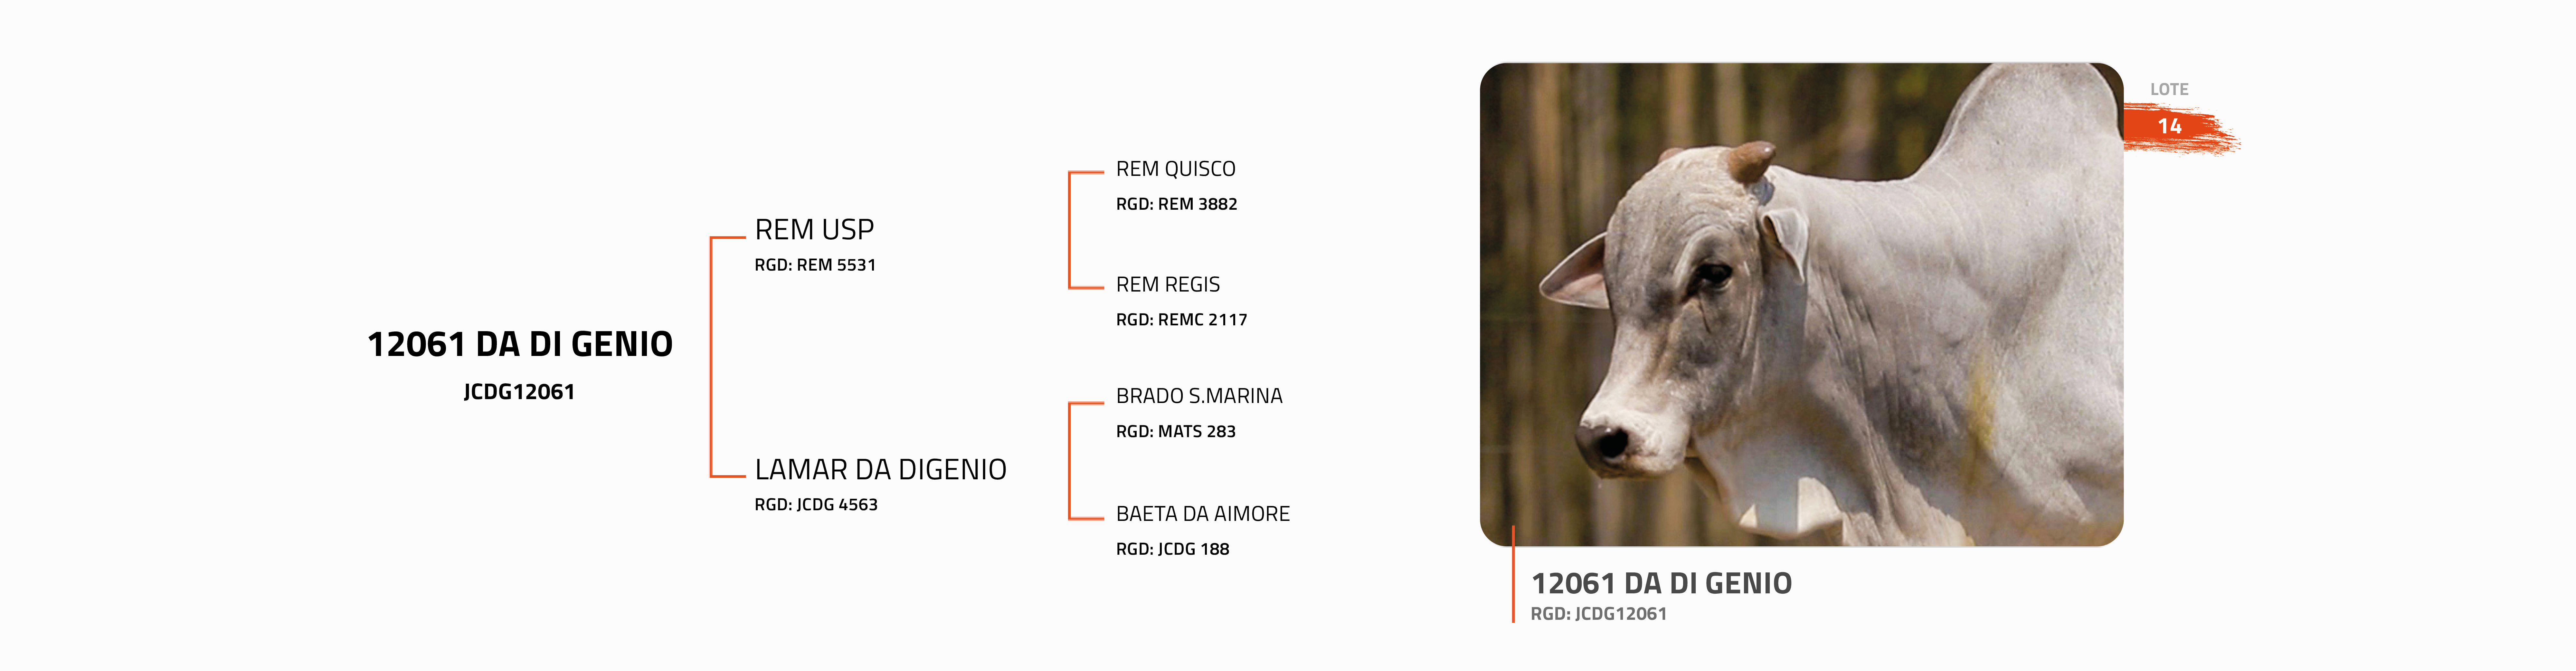 12061 DA DI GENIO
JCDG12061
REM USP
RGD: REM 5531
LAMAR DA DIGENIO
RGD: JCDG 4563
REM QUISCO
RGD: REM 3882
REM REGIS
RGD: REMC 2117
BRADO S.MARINA
RGD: MATS 283
BAETA DA AIMORE
RGD: JCDG 188
LOTE
14
12061 DA DI GENIO
RGD: JCDG12061